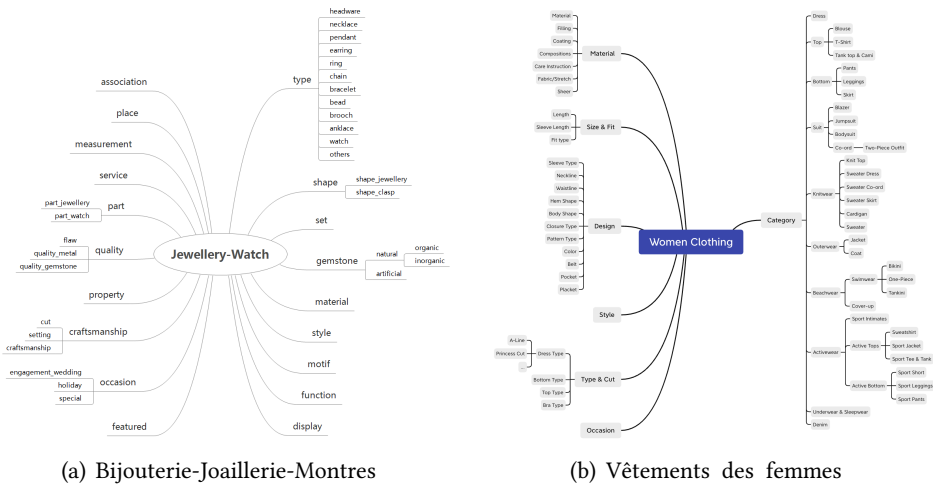 headware
necklace
pendant
earring
ring
chain
bracelet
bead
brooch
anklace
watch
others
type
association
place
measurement
service
part_jewellery
part_watch
part
flaw
quality_metal
quality_gemstone
quality
property
cut
setting
craftsmanship
craftsmanship
engagement_wedding
holiday
special
occasion
featured
Jewellery-Watch
shape
shape_jewellery
shape_clasp
set
gemstone
natural
organic
inorganic
artificial
material
style
motif
function
display
(a) Bijouterie-Joaillerie-Montres
Material
Filling
Coating
Compositions
Care Instruction
Fabric/Stretch
Sheer
Material
Length
Sleeve Length
Fit type
Size & Fit
Sleeve Type
Neckline
Waistline
Hem Shape
Body Shape
Closure Type
Pattern Type
Color
Belt
Pocket
Placket
Design
Style
A-Line
Princess Cut
...
Dress Type
Bottom Type
Top Type
Bra Type
Type & Cut
Occasion
Women Clothing
Category
Dress
Top
Blouse
T-Shirt
Tank top & Cami
Bottom
Pants
Leggings
Skirt
Suit
Blazer
Jumpsuit
Bodysuit
Co-ord
Two-Piece Outfit
Knitwear
Knit Top
Sweater Dress
Sweater Co-ord
Sweater Skirt
Cardigan
Sweater
Outerwear
Jacket
Coat
Beachwear
Swimwear
Bikini
One-Piece
Tankini
Cover-up
Activewear
Sport Intimates
Active Tops
Sweatshirt
Sport Jacket
Sport Tee & Tank
Active Bottom
Sport Short
Sport Leggings
Sport Pants
Underwear & Sleepwear
Denim
(b) Vêtements des femmes